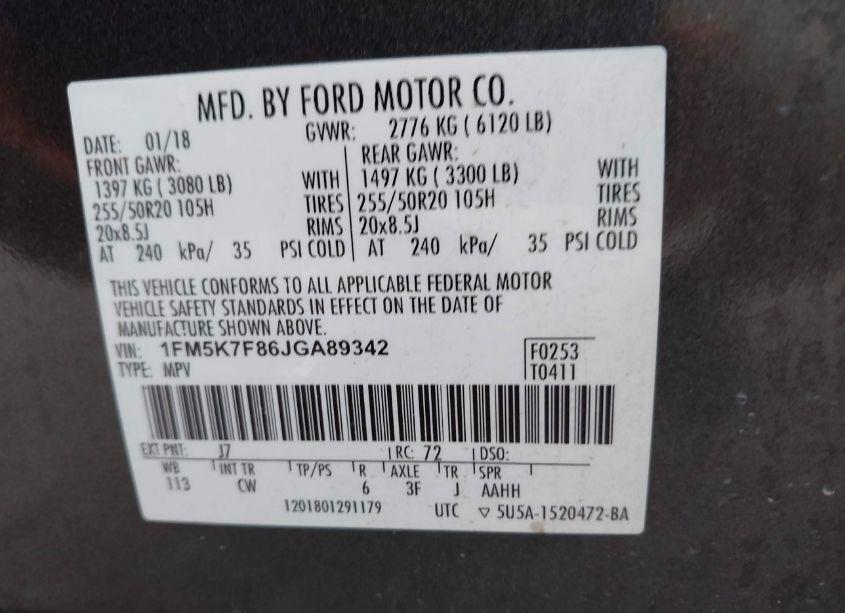 MFD. BY FORD MOTOR CO.
DATE: 01/18 GVWR: 2776 KG ( 6120 LB)
FRONT GAWR: REAR GAWR:
1397 KG ( 3080 LB) WITH 1497 KG ( 3300 LB) WITH
255/50R20 105H TIRES 255/50R20 105H TIRES
20x8.5J RIMS 20x8.5J RIMS
AT 240 kPa/ 35 PSI COLD AT 240 kPa/ 35 PSI COLD
THIS VEHICLE CONFORMS TO ALL APPLICABLE FEDERAL MOTOR
VEHICLE SAFETY STANDARDS IN EFFECT ON THE DATE OF
MANUFACTURE SHOWN ABOVE.
VIN: 1FM5K7F86JGA89342 F0253
TYPE: MPV T0411
EXT PNT: J7 RC: 72 DSO:
WB INT TR TP/PS R AXLE TR SPR
113 CW 6 3F J AAHH
1201801291179 UTC ▽ 5U5A-1520472-BA